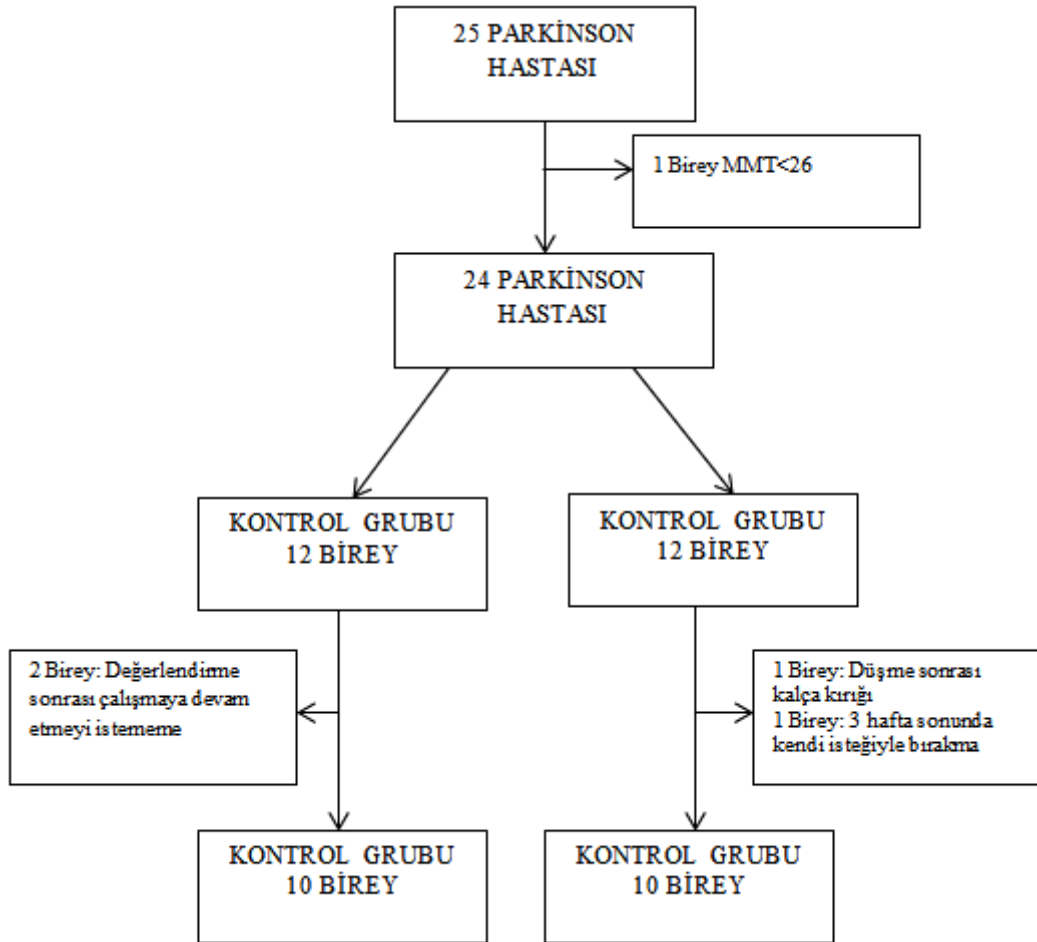 25 PARKİNSON
HASTASI
1 Birey MMT<26
24 PARKİNSON
HASTASI
KONTROL GRUBU
12 BİREY
KONTROL GRUBU
12 BİREY
2 Birey: Değerlendirme
sonrası çalışmaya devam
etmeyi istememe
1 Birey: Düşme sonrası
kalça kırığı
1 Birey: 3 hafta sonunda
kendi isteğiyle bırakma
KONTROL GRUBU
10 BİREY
KONTROL GRUBU
10 BİREY